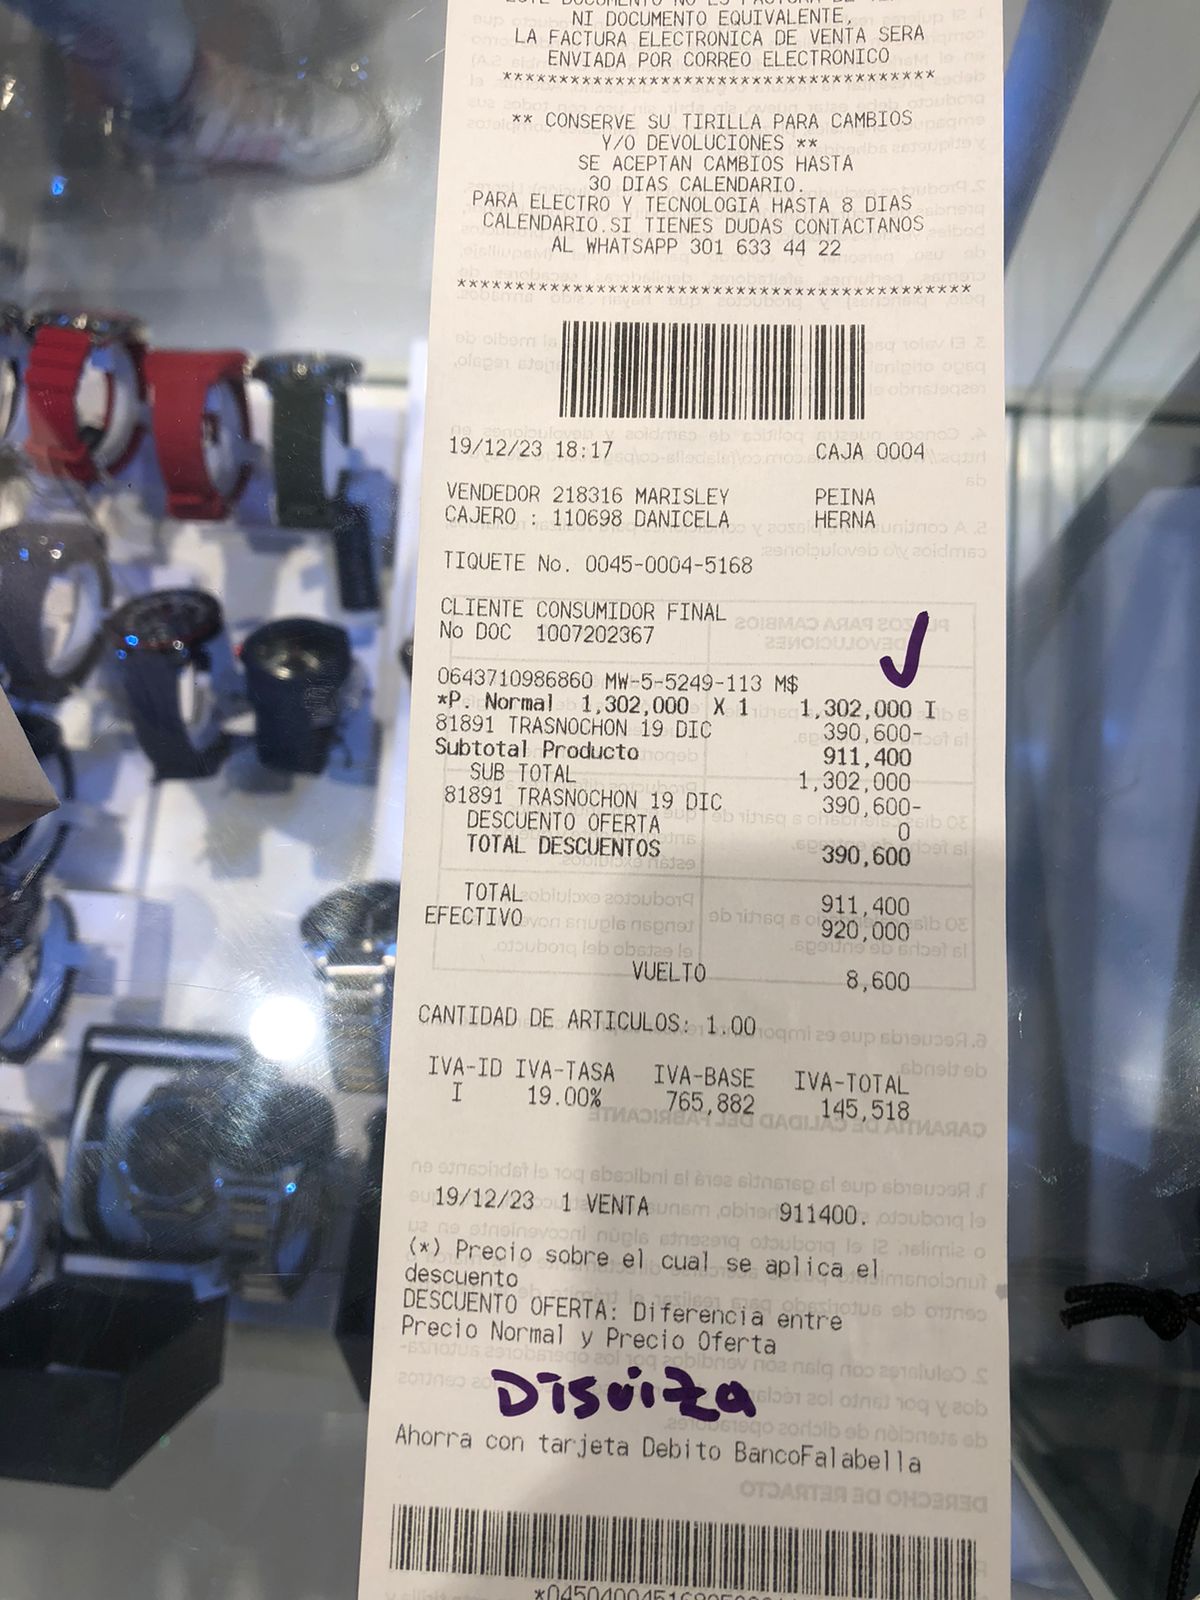 NI DOCUMENTO EQUIVALENTE,
LA FACTURA ELECTRONICA DE VENTA SERA
ENVIADA POR CORREO ELECTRONICO
****************************************
** CONSERVE SU TIRILLA PARA CAMBIOS
Y/O DEVOLUCIONES **
SE ACEPTAN CAMBIOS HASTA
30 DIAS CALENDARIO.
PARA ELECTRO Y TECNOLOGIA HASTA 8 DIAS
CALENDARIO.SI TIENES DUDAS CONTACTANOS
AL WHATSAPP 301 633 44 22
********************************************
19/12/23 18:17 CAJA 0004
VENDEDOR 218316 MARISLEY PEINA
CAJERO : 110698 DANICELA HERNA
TIQUETE No. 0045-0004-5168
CLIENTE CONSUMIDOR FINAL
No DOC 1007202367
0643710986860 MW-5-5249-113 M$
*P. Normal 1,302,000 X 1 1,302,000 I
81891 TRASNOCHON 19 DIC 390,600-
Subtotal Producto 911,400
SUB TOTAL 1,302,000
81891 TRASNOCHON 19 DIC 390,600-
DESCUENTO OFERTA 0
TOTAL DESCUENTOS 390,600
TOTAL 911,400
EFECTIVO 920,000
VUELTO 8,600
CANTIDAD DE ARTICULOS: 1.00
IVA-ID IVA-TASA IVA-BASE IVA-TOTAL
I 19.00% 765,882 145,518
19/12/23 1 VENTA 911400.
(*) Precio sobre el cual se aplica el
descuento
DESCUENTO OFERTA: Diferencia entre
Precio Normal y Precio Oferta
Disuiza
Ahorra con tarjeta Debito BancoFalabella